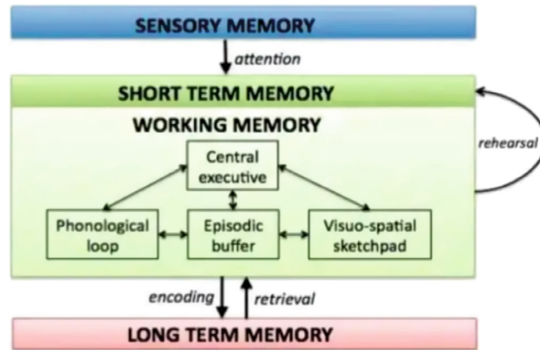 SENSORY MEMORY
attention
SHORT TERM MEMORY
WORKING MEMORY
rehearsal
Central
executive
Phonological
loop
Episodic
buffer
Visuo-spatial
sketchpad
encoding
retrieval
LONG TERM MEMORY